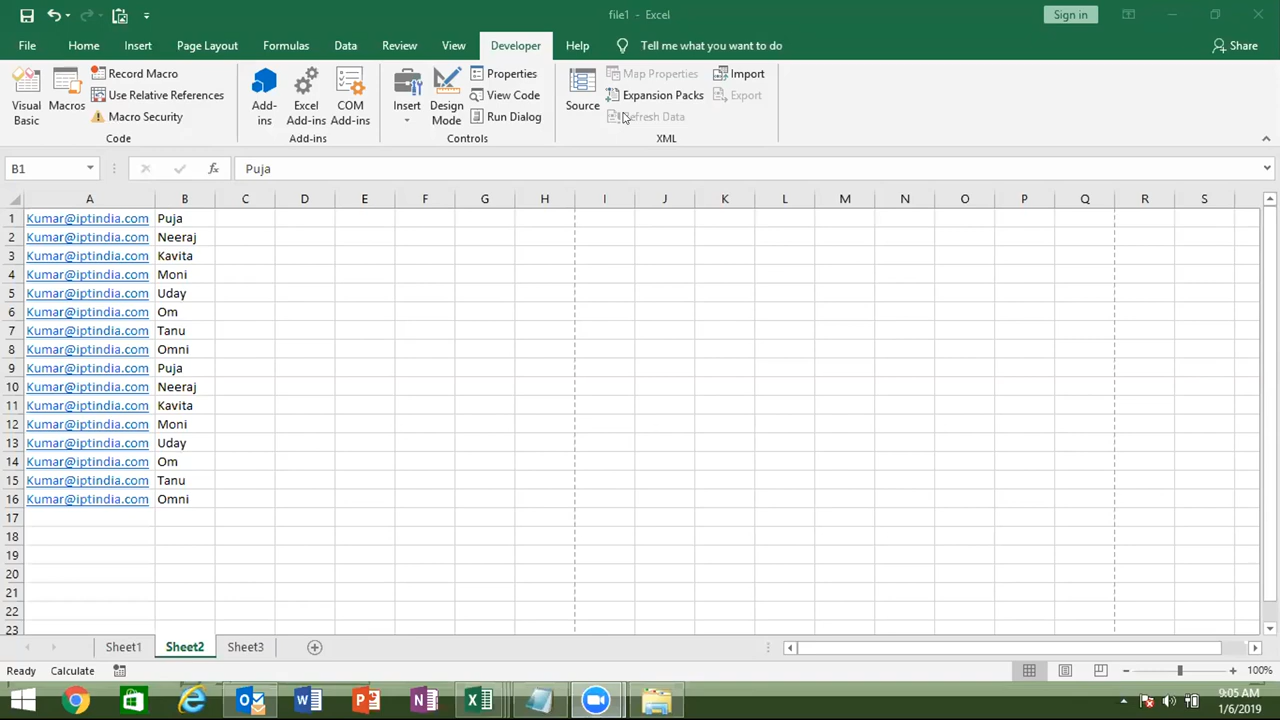 file1 - Excel
Sign in
File Home Insert Page Layout Formulas Data Review View Developer Help Tell me what you want to do Share
Visual Basic
Macros
Record Macro
Use Relative References
Macro Security
Code
Add-ins
Excel Add-ins
COM Add-ins
Add-ins
Insert
Design Mode
Properties
View Code
Run Dialog
Controls
Source
Map Properties
Expansion Packs
Refresh Data
Import
Export
XML
B1
fx
Puja
A B C D E F G H I J K L M N O P Q R S
1 Kumar@iptindia.com Puja
2 Kumar@iptindia.com Neeraj
3 Kumar@iptindia.com Kavita
4 Kumar@iptindia.com Moni
5 Kumar@iptindia.com Uday
6 Kumar@iptindia.com Om
7 Kumar@iptindia.com Tanu
8 Kumar@iptindia.com Omni
9 Kumar@iptindia.com Puja
10 Kumar@iptindia.com Neeraj
11 Kumar@iptindia.com Kavita
12 Kumar@iptindia.com Moni
13 Kumar@iptindia.com Uday
14 Kumar@iptindia.com Om
15 Kumar@iptindia.com Tanu
16 Kumar@iptindia.com Omni
17
18
19
20
21
22
23
Sheet1 Sheet2 Sheet3
Ready Calculate 100%
9:05 AM
1/6/2019